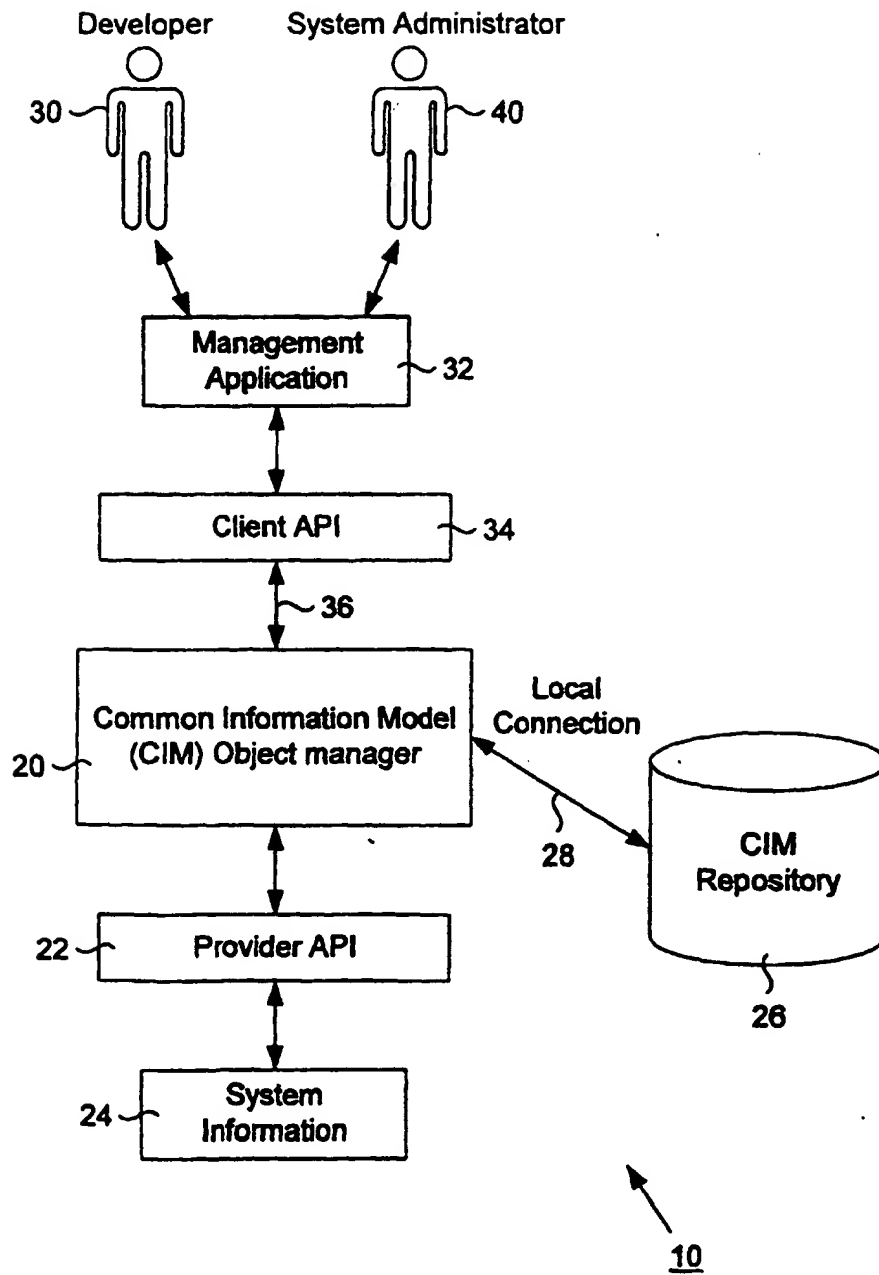 Developer
System Administrator
30
40
Management
Application
32
Client API
34
36
Common Information Model
(CIM) Object manager
20
Local
Connection
28
CIM
Repository
26
22
Provider API
24
System
Information
10